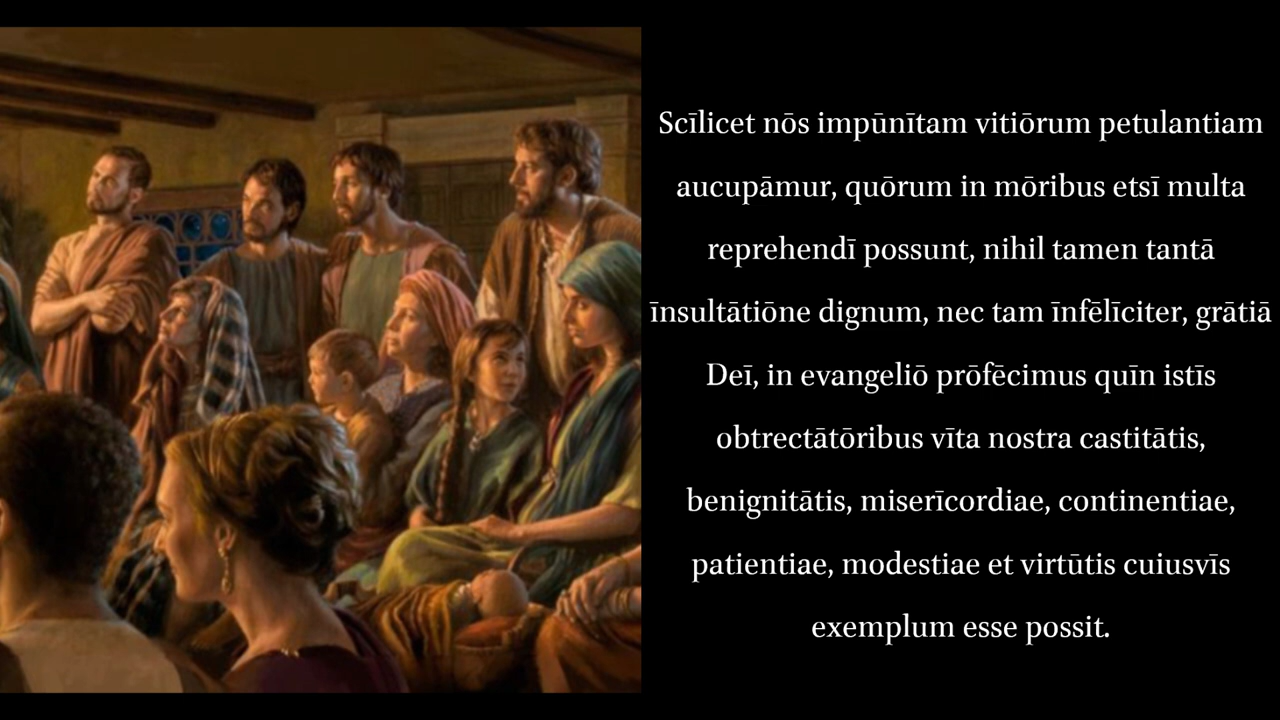 Scīlicet nōs impūnītam vitiōrum petulantiam
aucupāmur, quōrum in mōribus etsī multa
reprehendī possunt, nihil tamen tantā
īnsultātiōne dignum, nec tam īnfēlīciter, grātiā
Deī, in evangeliō prōfēcimus quīn istīs
obtrectātōribus vīta nostra castitātis,
benignitātis, miserīcordiae, continentiae,
patientiae, modestiae et virtūtis cuiusvīs
exemplum esse possit.